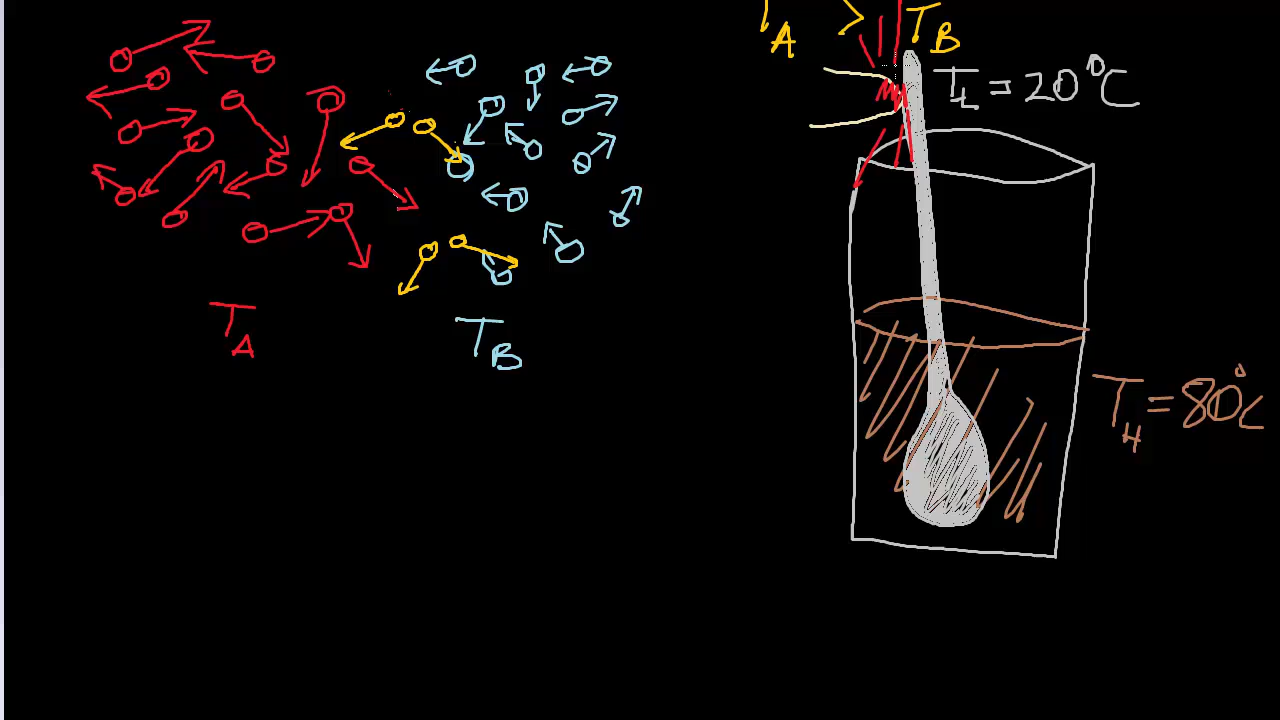 T_A > T_B
T_L = 20°C
T_H = 80°C
T_A
T_B